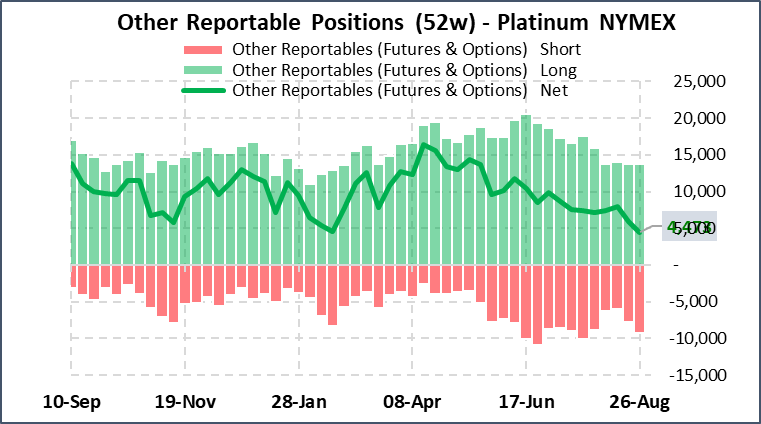 Other Reportable Positions (52w) - Platinum NYMEX
Other Reportables (Futures & Options) Short
Other Reportables (Futures & Options) Long
Other Reportables (Futures & Options) Net
25,000
20,000
15,000
10,000
5,000
4,473
-
-5,000
-10,000
-15,000
10-Sep 19-Nov 28-Jan 08-Apr 17-Jun 26-Aug